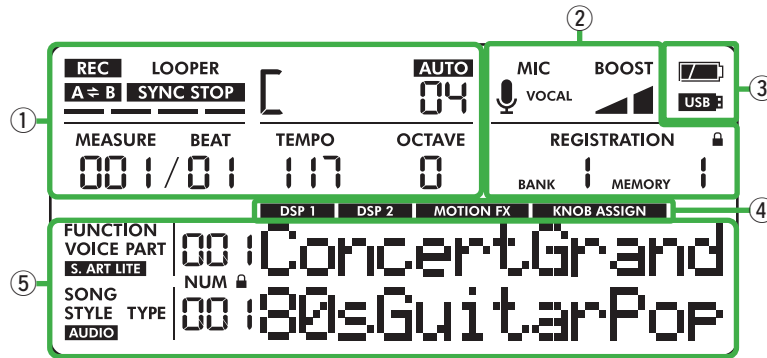 ②
REC LOOPER AUTO MIC BOOST
A⇌B SYNC STOP C 04 VOCAL USB ③
①
MEASURE BEAT TEMPO OCTAVE REGISTRATION
001/01 117 0 BANK 1 MEMORY 1
DSP 1 DSP 2 MOTION FX KNOB ASSIGN ④
FUNCTION
VOICE PART 001 ConcertGrand
S. ART LITE
⑤ NUM
SONG
STYLE TYPE 001 80sGuitarPop
AUDIO